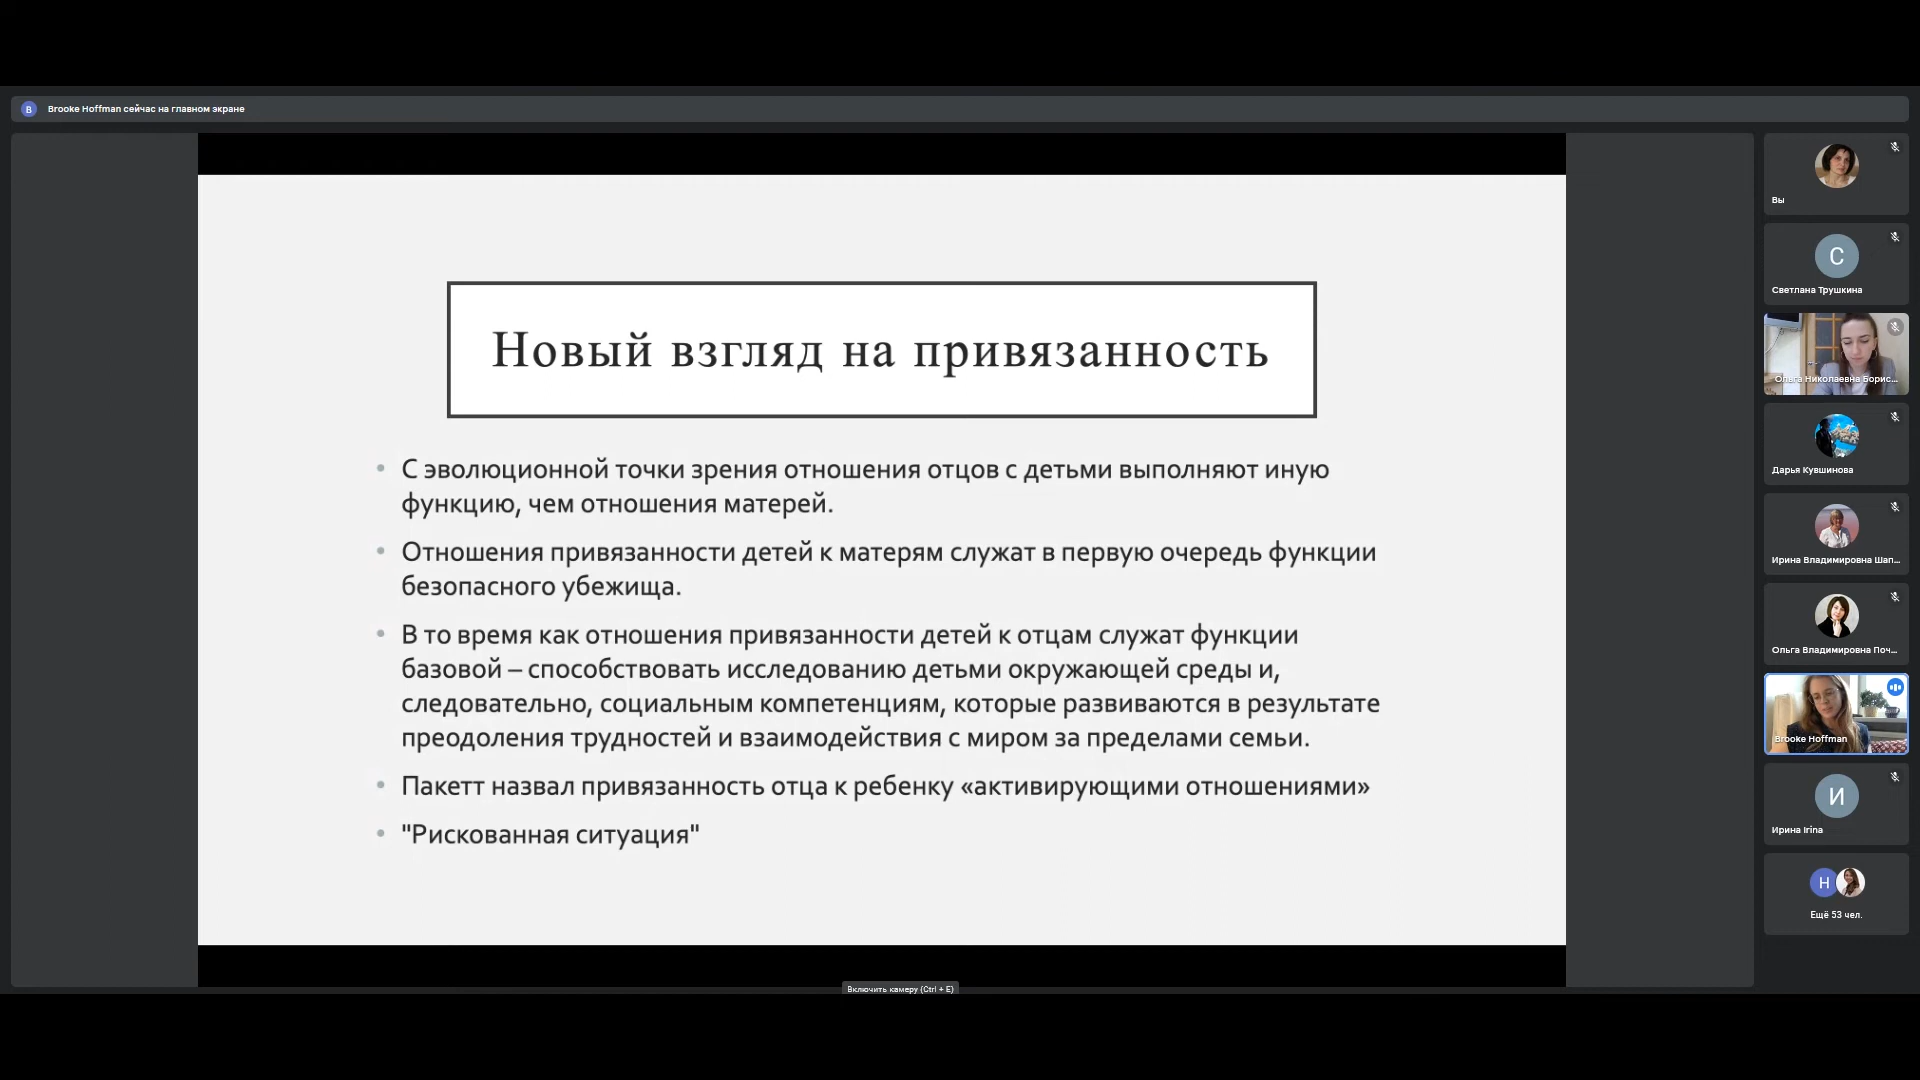 B Brooke Hoffman сейчас на главном экране
Новый взгляд на привязанность
• С эволюционной точки зрения отношения отцов с детьми выполняют иную
функцию, чем отношения матерей.
• Отношения привязанности детей к матерям служат в первую очередь функции
безопасного убежища.
• В то время как отношения привязанности детей к отцам служат функции
базовой – способствовать исследованию детьми окружающей среды и,
следовательно, социальным компетенциям, которые развиваются в результате
преодоления трудностей и взаимодействия с миром за пределами семьи.
• Пакетт назвал привязанность отца к ребенку «активирующими отношениями»
• "Рискованная ситуация"
Включить камеру (Ctrl + E)
Вы
С
Светлана Трушкина
Ольга Николаевна Борис...
Дарья Кувшинова
Ирина Владимировна Шап...
Ольга Владимировна Поч...
Brooke Hoffman
И
Ирина Irina
Н
Ещё 53 чел.